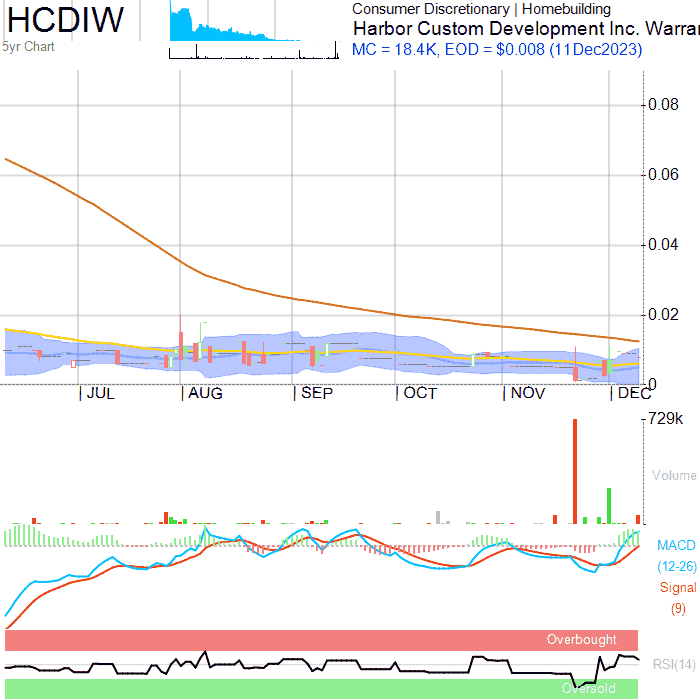 HCDIW
5yr Chart
Consumer Discretionary | Homebuilding
Harbor Custom Development Inc. Warrar
MC = 18.4K, EOD = $0.008 (11Dec2023)
0.08
0.06
0.04
0.02
0
JUL AUG SEP OCT NOV DEC
729k
Volume
MACD
(12-26)
Signal
(9)
Overbought
RSI(14)
Oversold